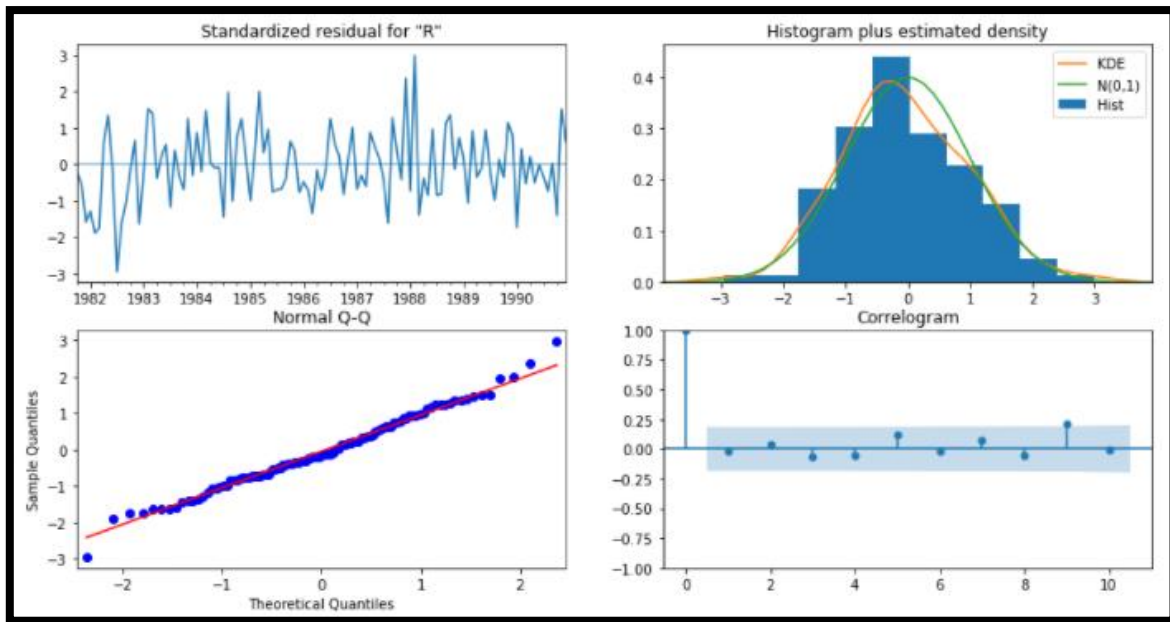 Standardized residual for "R"
3
2
1
0
−1
−2
−3
1982 1983 1984 1985 1986 1987 1988 1989 1990
Histogram plus estimated density
KDE
N(0,1)
Hist
0.4
0.3
0.2
0.1
0.0
−3 −2 −1 0 1 2 3
Normal Q-Q
Sample Quantiles
3
2
1
0
−1
−2
−3
−2 −1 0 1 2
Theoretical Quantiles
Correlogram
1.00
0.75
0.50
0.25
0.00
−0.25
−0.50
−0.75
−1.00
0 2 4 6 8 10